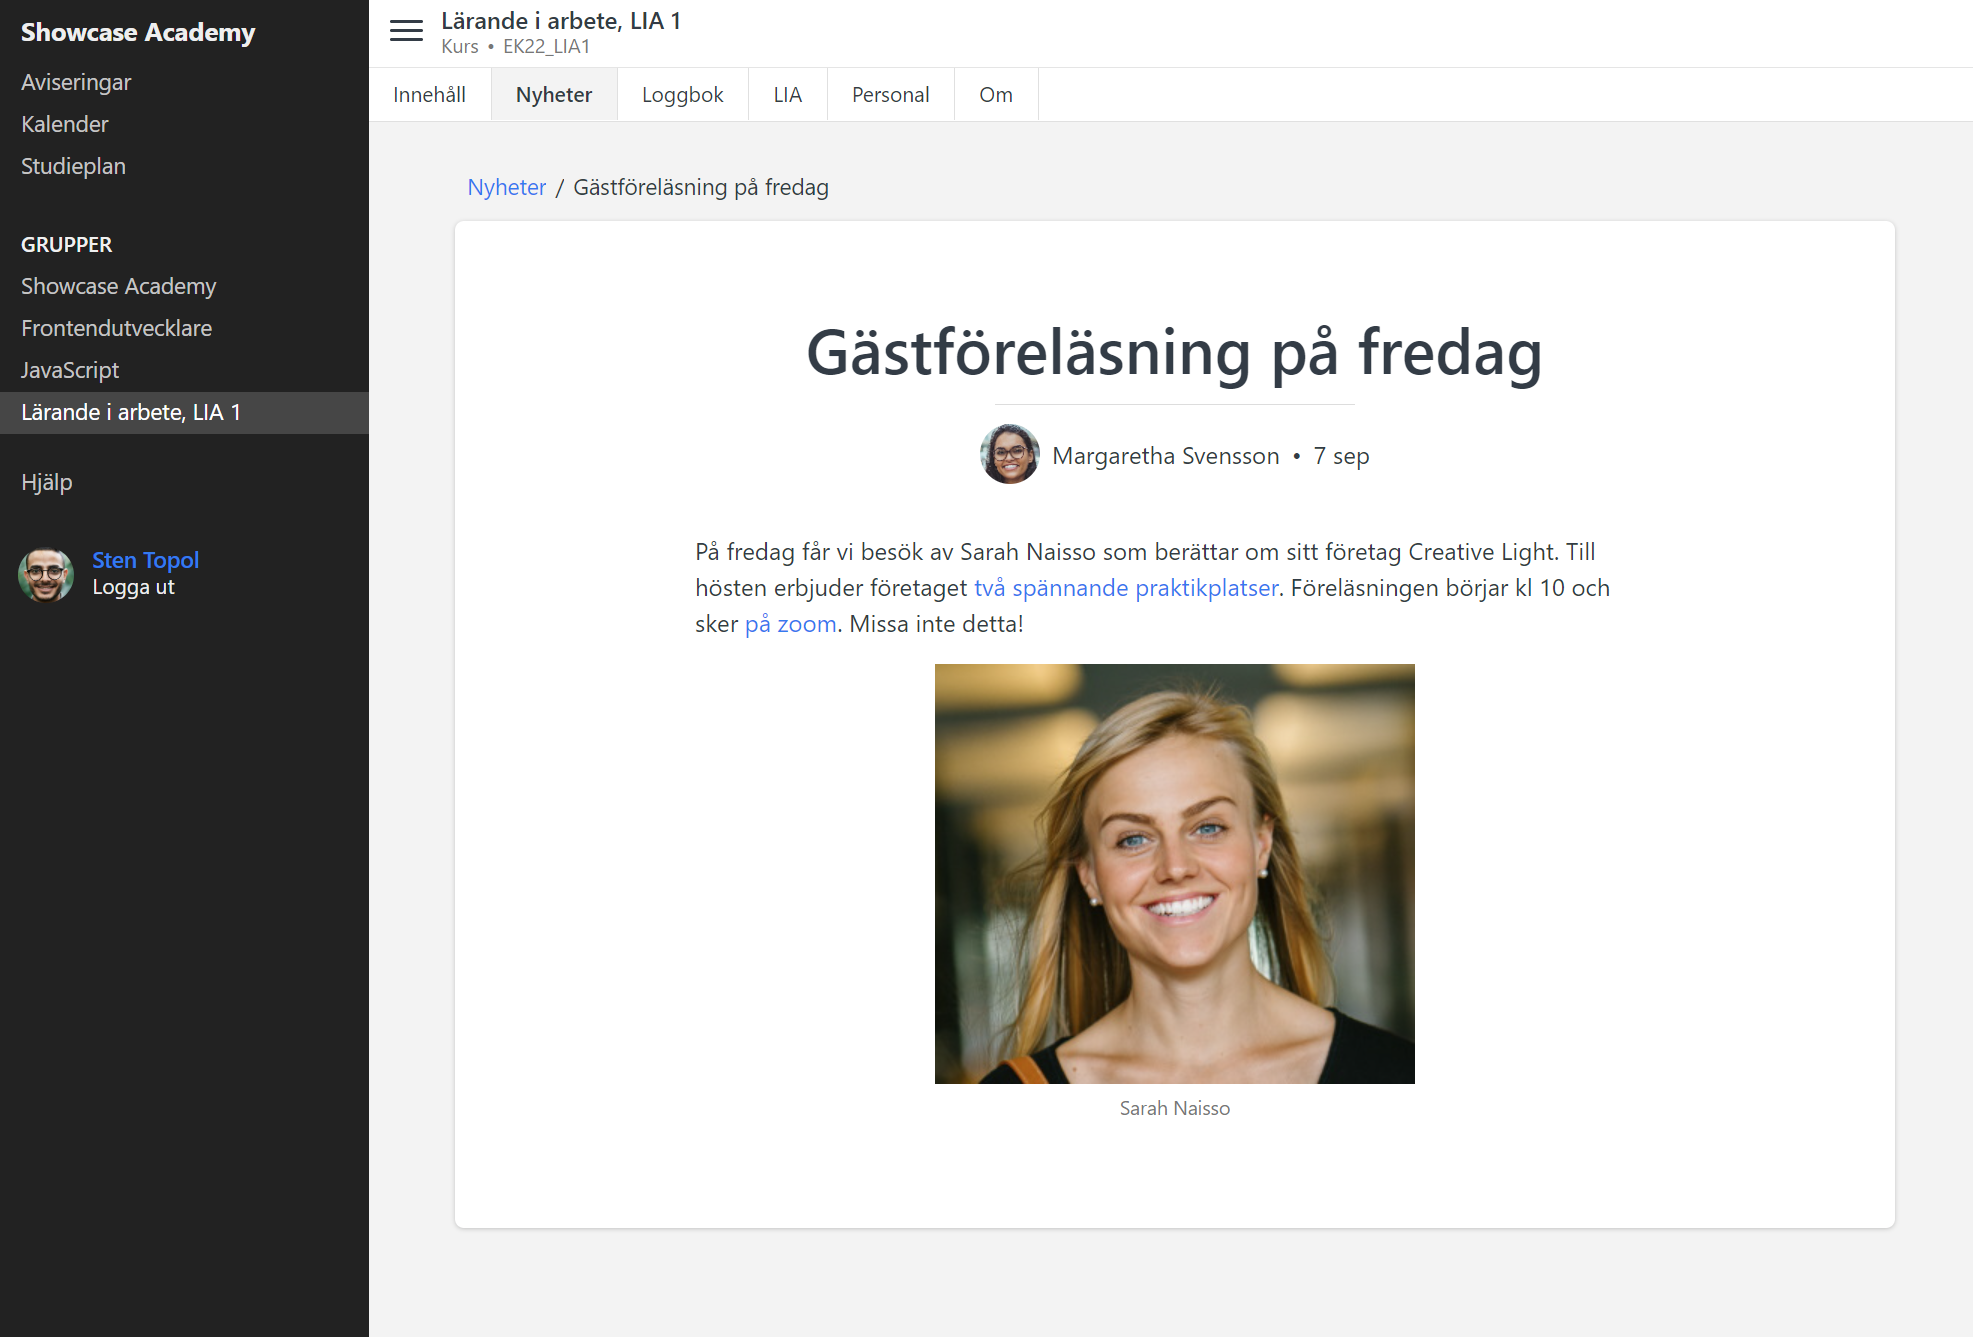 Showcase Academy
Aviseringar
Kalender
Studieplan
GRUPPER
Showcase Academy
Frontendutvecklare
JavaScript
Lärande i arbete, LIA 1
Hjälp
Sten Topol
Logga ut
Lärande i arbete, LIA 1
Kurs • EK22_LIA1
Innehåll Nyheter Loggbok LIA Personal Om
Nyheter / Gästföreläsning på fredag
Gästföreläsning på fredag
Margaretha Svensson • 7 sep
På fredag får vi besök av Sarah Naisso som berättar om sitt företag Creative Light. Till
hösten erbjuder företaget två spännande praktikplatser. Föreläsningen börjar kl 10 och
sker på zoom. Missa inte detta!
Sarah Naisso